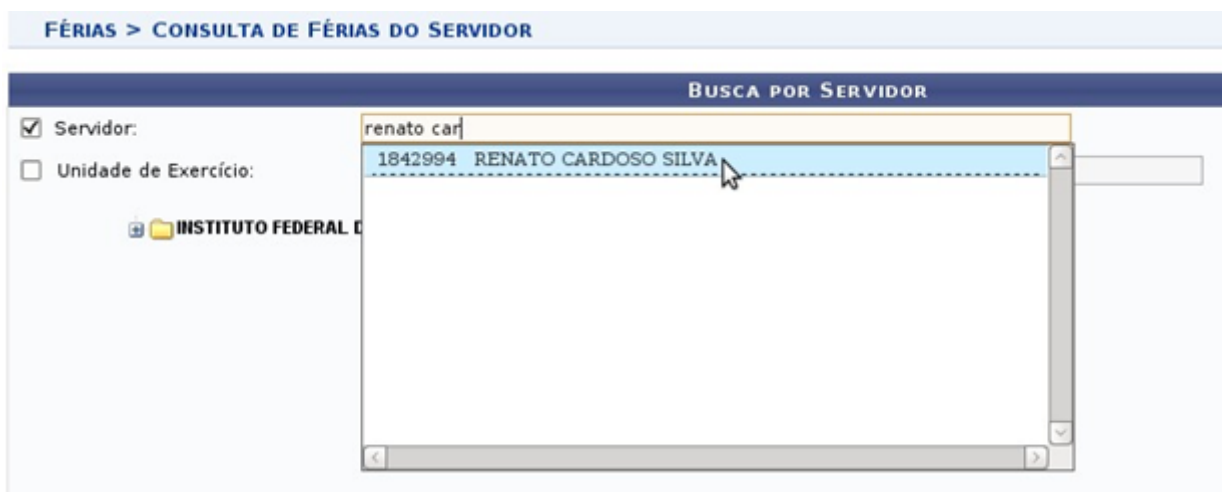 FÉRIAS > CONSULTA DE FÉRIAS DO SERVIDOR
BUSCA POR SERVIDOR
Servidor: renato car
1842994 RENATO CARDOSO SILVA
Unidade de Exercício:
INSTITUTO FEDERAL D